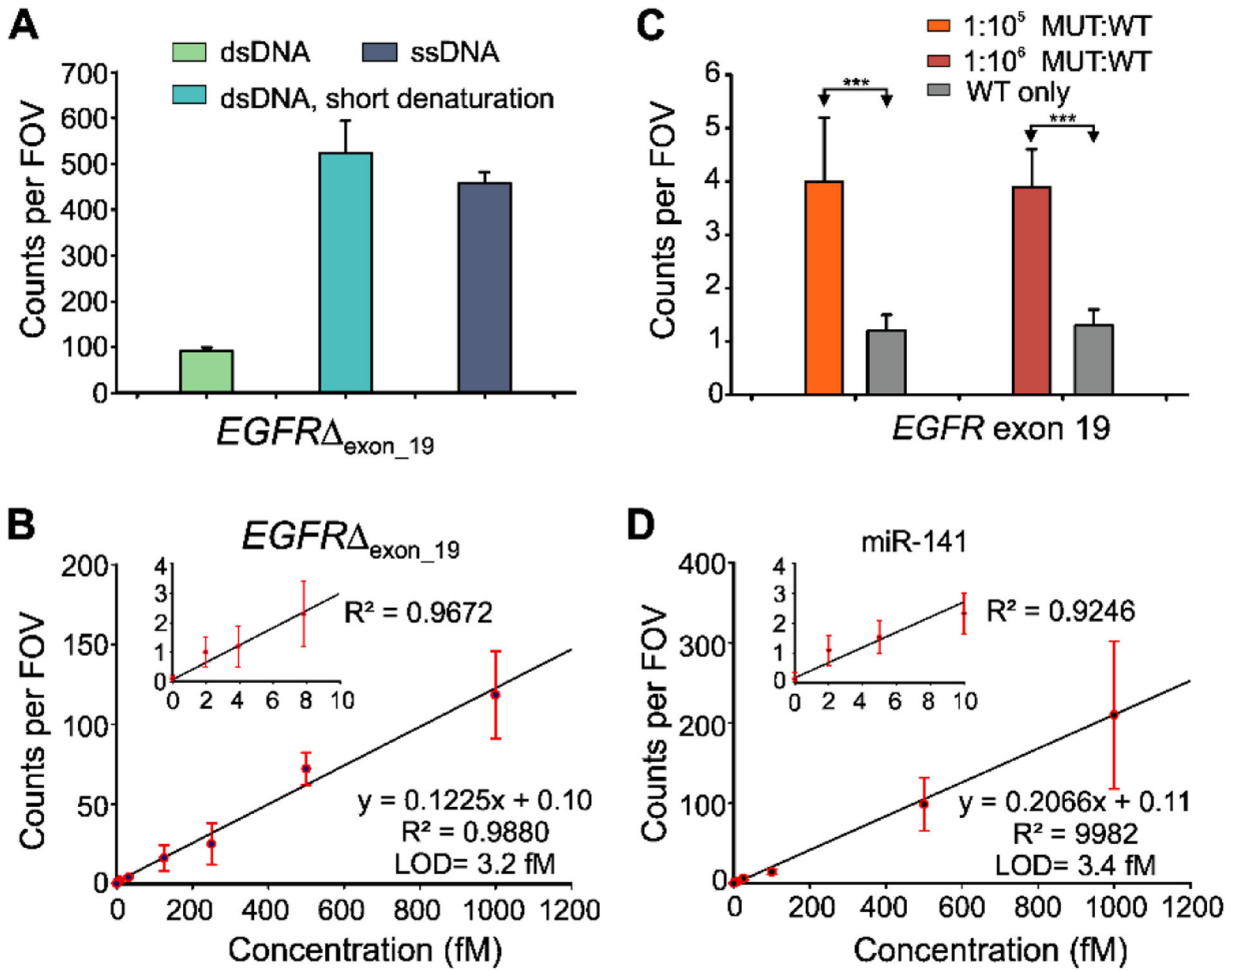 A
dsDNA ssDNA
dsDNA, short denaturation
700
600
500
400
300
200
100
0
Counts per FOV
EGFRΔexon_19
C
1:10⁵ MUT:WT
1:10⁶ MUT:WT
WT only
6
5
4
3
2
1
0
Counts per FOV
*** ***
EGFR exon 19
B
EGFRΔexon_19
200
150
100
50
0
Counts per FOV
4
3
2
1
0
0 2 4 6 8 10
R² = 0.9672
y = 0.1225x + 0.10
R² = 0.9880
LOD= 3.2 fM
0 200 400 600 800 1000 1200
Concentration (fM)
D
miR-141
400
300
200
100
0
Counts per FOV
4
3
2
1
0
0 2 4 6 8 10
R² = 0.9246
y = 0.2066x + 0.11
R² = 9982
LOD= 3.4 fM
0 200 400 600 800 1000 1200
Concentration (fM)